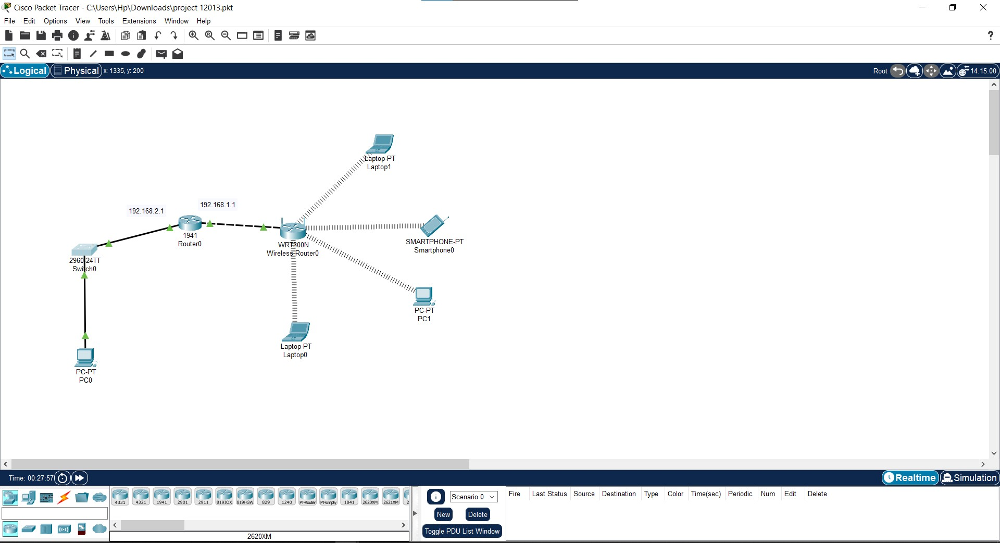 Cisco Packet Tracer - C:\Users\Hp\Downloads\project 12013.pkt
File Edit Options View Tools Extensions Window Help
?
Logical Physical x: 1335, y: 200 Root 14:15:00
Laptop-PT
Laptop1
192.168.2.1
192.168.1.1
1941
Router0
WRT300N
Wireless Router0
SMARTPHONE-PT
Smartphone0
2960-24TT
Switch0
PC-PT
PC1
Laptop-PT
Laptop0
PC-PT
PC0
Time: 00:27:57 Realtime Simulation
4331 4321 1941 2901 2911 819IOX 819HGW 829 1240 PT-Router PT-Empty 1841 2620XM 2621XM 2
2620XM
Scenario 0
New Delete
Toggle PDU List Window
Fire Last Status Source Destination Type Color Time(sec) Periodic Num Edit Delete